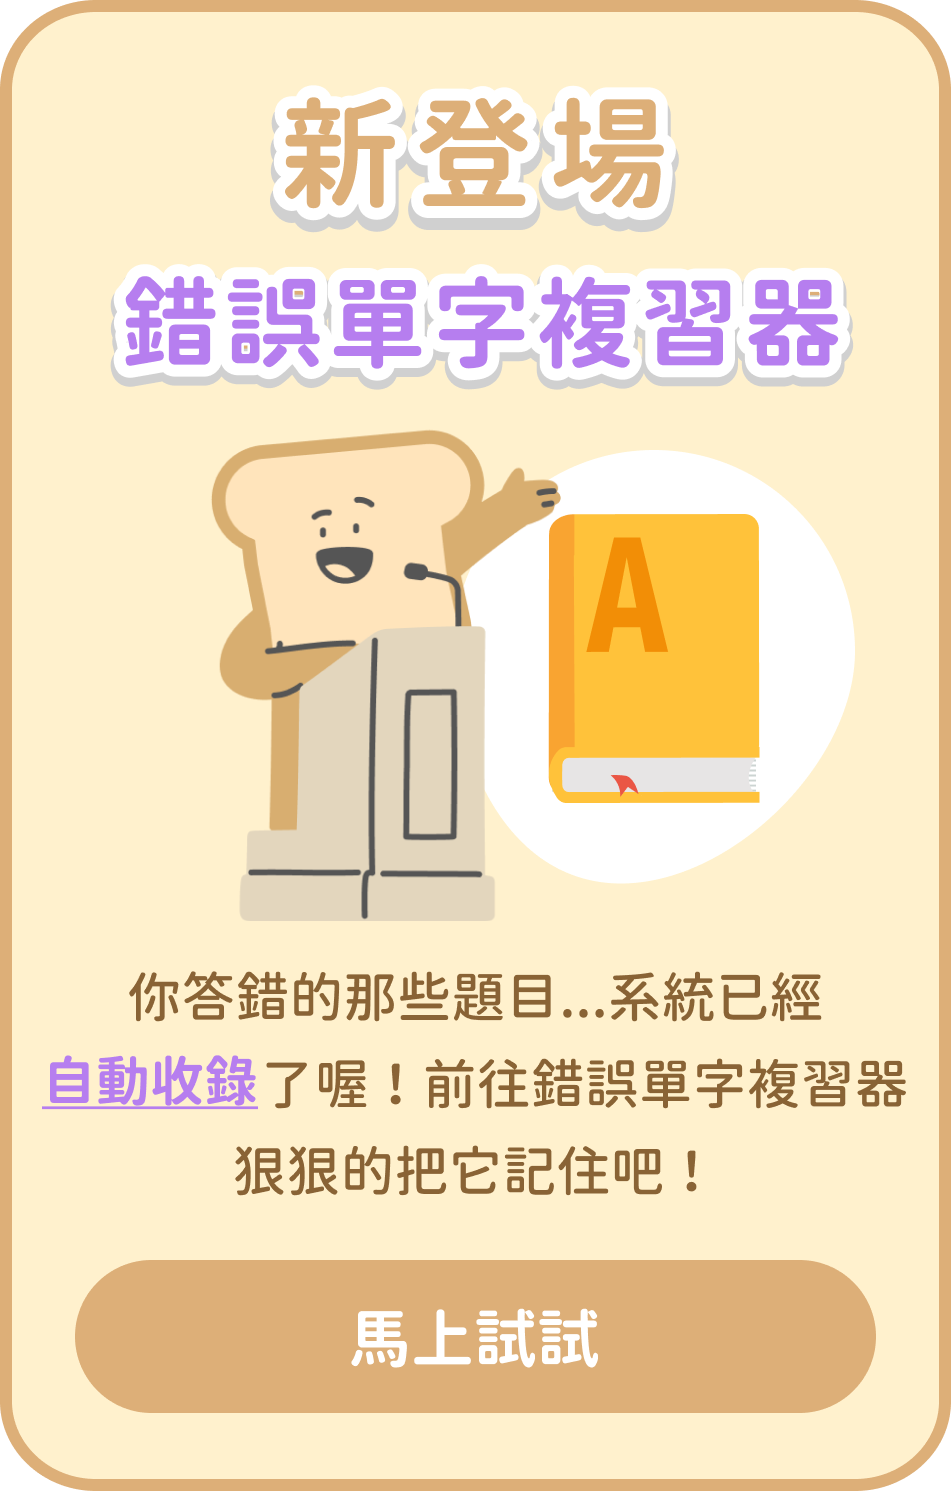 新登場
錯誤單字複習器
A
你答錯的那些題目...系統已經
自動收錄了喔！前往錯誤單字複習器
狠狠的把它記住吧！
馬上試試